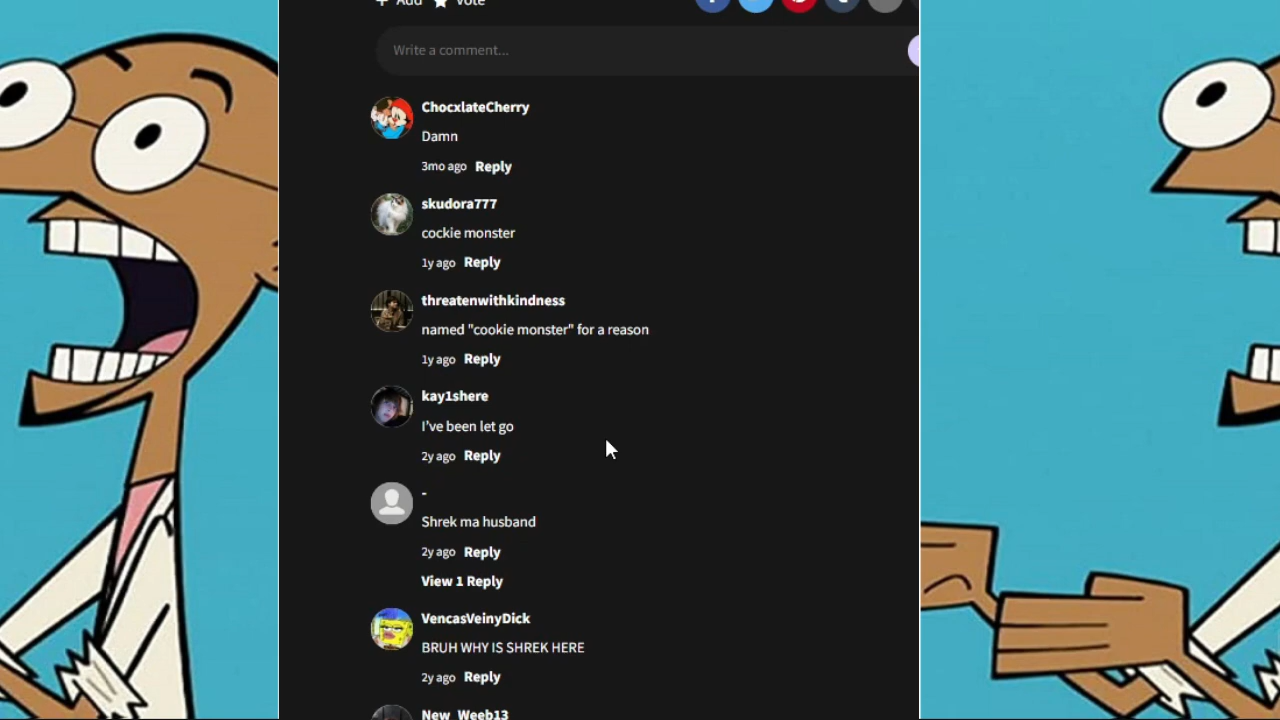 Add Vote
Write a comment...
ChocxlateCherry
Damn
3mo ago Reply
skudora777
cockie monster
1y ago Reply
threatenwithkindness
named "cookie monster" for a reason
1y ago Reply
kay1shere
I've been let go
2y ago Reply
-
Shrek ma husband
2y ago Reply
View 1 Reply
VencasVeinyDick
BRUH WHY IS SHREK HERE
2y ago Reply
New_Weeb13